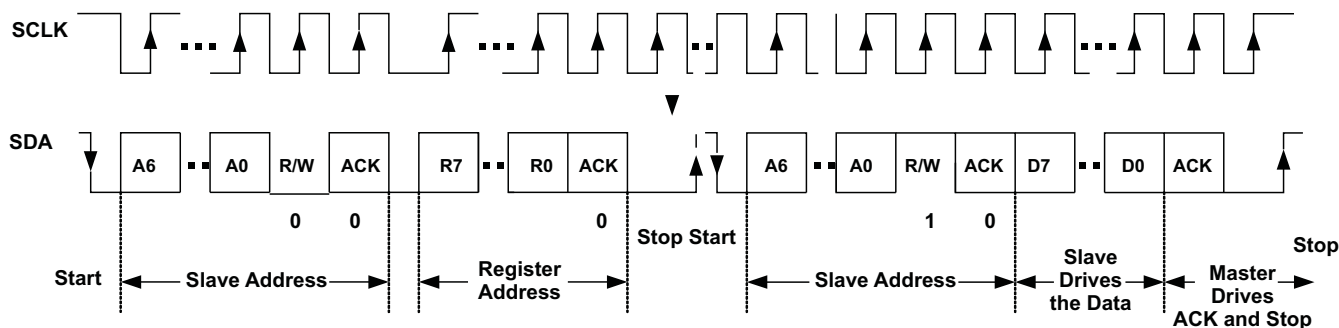 SCLK
SDA
A6 A0 R/W ACK R7 R0 ACK A6 A0 R/W ACK D7 D0 ACK
0 0 0 1 0
Stop Start
Start Slave Address Register Address Slave Address Slave Drives the Data Master Drives ACK and Stop Stop